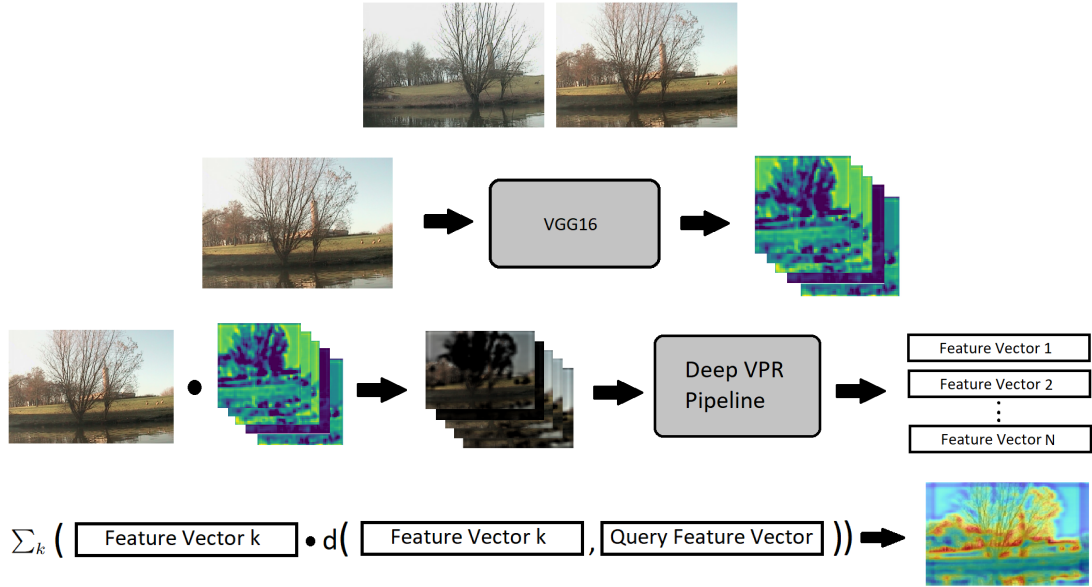 VGG16
Deep VPR
Pipeline
Feature Vector 1
Feature Vector 2
Feature Vector N
∑k ( Feature Vector k • d( Feature Vector k , Query Feature Vector ))